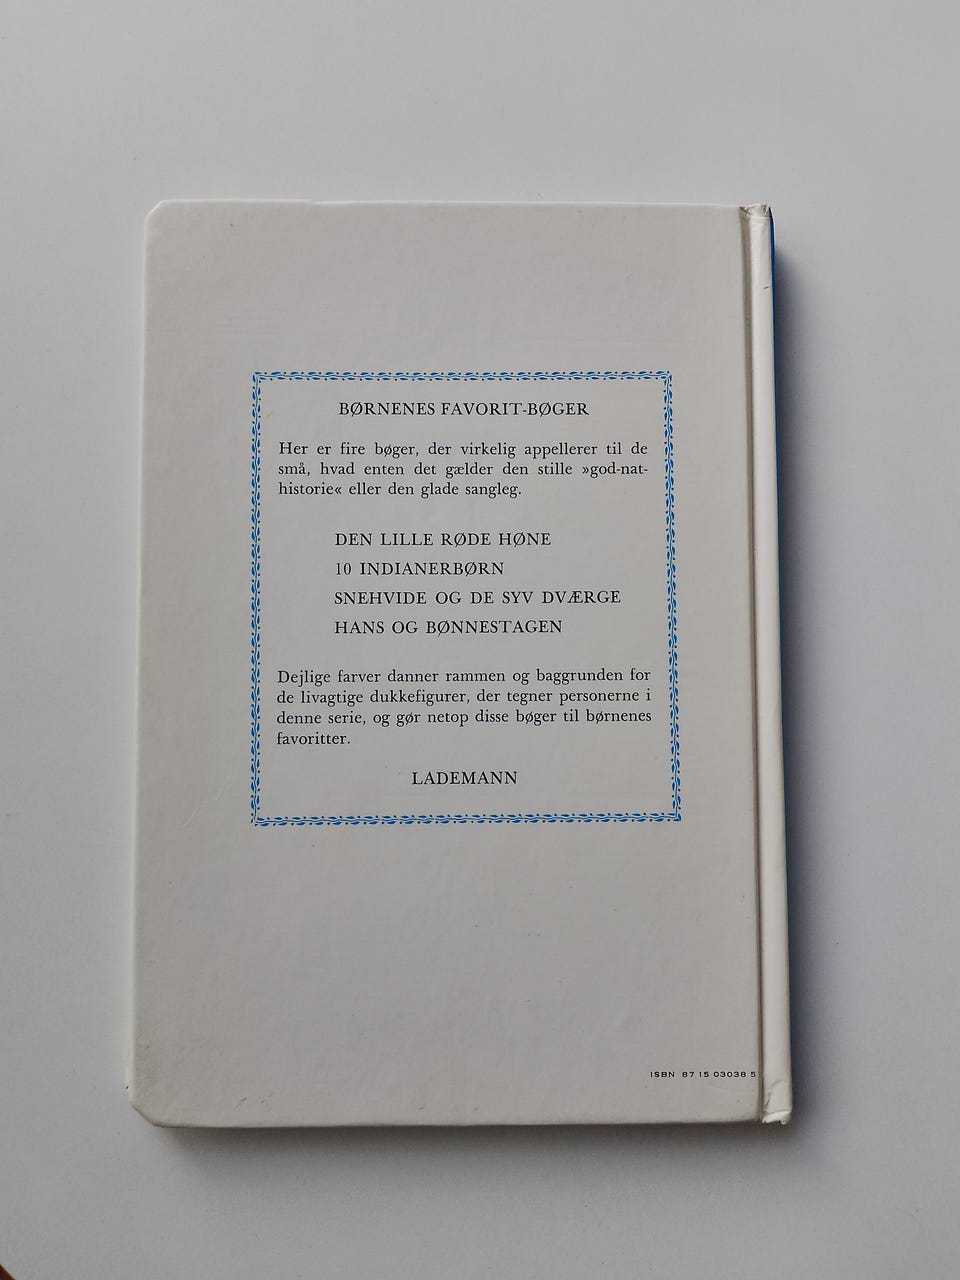 BØRNENES FAVORIT-BØGER
Her er fire bøger, der virkelig appellerer til de
små, hvad enten det gælder den stille »god-nat-
historie« eller den glade sangleg.
DEN LILLE RØDE HØNE
10 INDIANERBØRN
SNEHVIDE OG DE SYV DVÆRGE
HANS OG BØNNESTAGEN
Dejlige farver danner rammen og baggrunden for
de livagtige dukkefigurer, der tegner personerne i
denne serie, og gør netop disse bøger til børnenes
favoritter.
LADEMANN
ISBN 87 15 03038 5